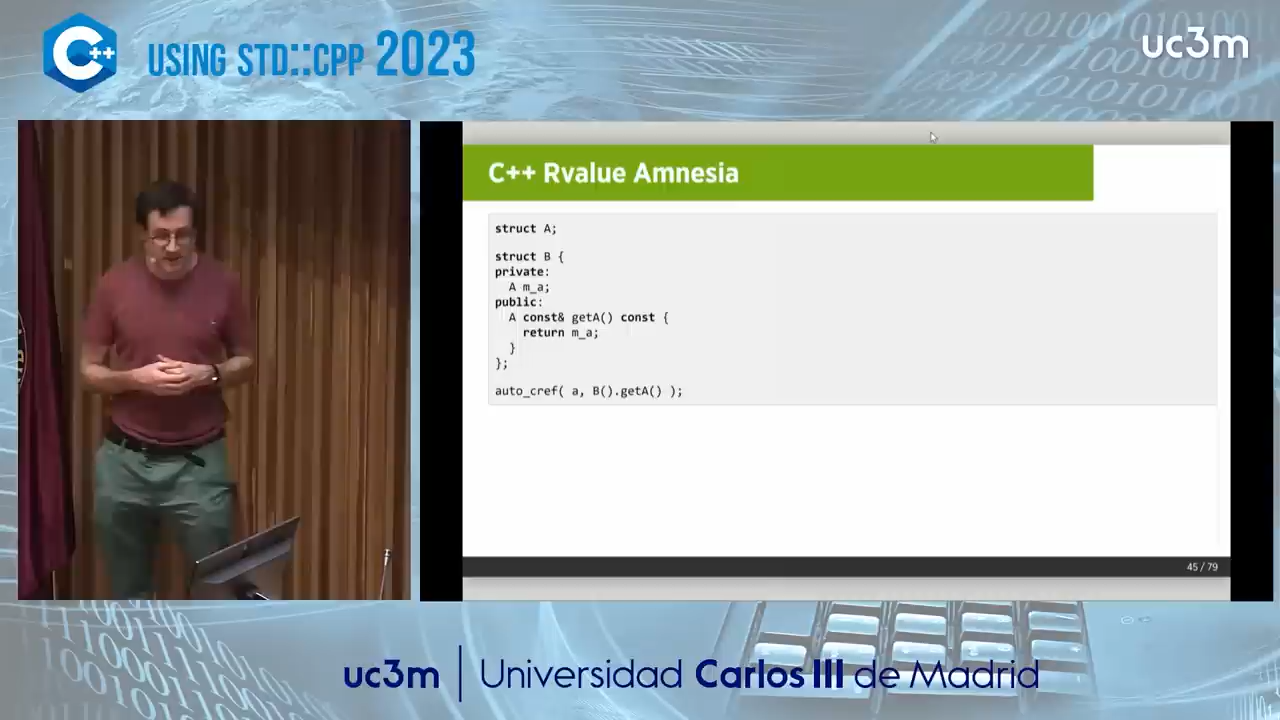 C++
USING STD::CPP 2023
uc3m
C++ Rvalue Amnesia
struct A;
struct B {
private:
A m_a;
public:
A const& getA() const {
return m_a;
}
};
auto_cref( a, B().getA() );
45 / 79
uc3m | Universidad Carlos III de Madrid